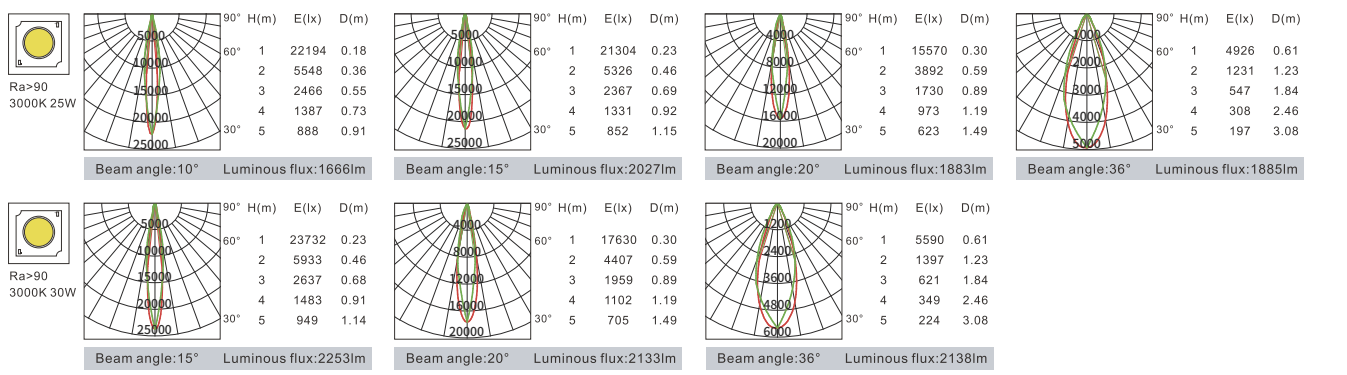 Ra>90
3000K 25W
5000
10000
15000
20000
25000
90° H(m) E(lx) D(m)
60°
30°
1 22194 0.18
2 5548 0.36
3 2466 0.55
4 1387 0.73
5 888 0.91
Beam angle:10° Luminous flux:1666lm
5000
10000
15000
20000
25000
90° H(m) E(lx) D(m)
60°
30°
1 21304 0.23
2 5326 0.46
3 2367 0.69
4 1331 0.92
5 852 1.15
Beam angle:15° Luminous flux:2027lm
4000
8000
12000
16000
20000
90° H(m) E(lx) D(m)
60°
30°
1 15570 0.30
2 3892 0.59
3 1730 0.89
4 973 1.19
5 623 1.49
Beam angle:20° Luminous flux:1883lm
1000
2000
3000
4000
5000
90° H(m) E(lx) D(m)
60°
30°
1 4926 0.61
2 1231 1.23
3 547 1.84
4 308 2.46
5 197 3.08
Beam angle:36° Luminous flux:1885lm
Ra>90
3000K 30W
5000
10000
15000
20000
25000
90° H(m) E(lx) D(m)
60°
30°
1 23732 0.23
2 5933 0.46
3 2637 0.68
4 1483 0.91
5 949 1.14
Beam angle:15° Luminous flux:2253lm
4000
8000
12000
16000
20000
90° H(m) E(lx) D(m)
60°
30°
1 17630 0.30
2 4407 0.59
3 1959 0.89
4 1102 1.19
5 705 1.49
Beam angle:20° Luminous flux:2133lm
1200
2400
3600
4800
6000
90° H(m) E(lx) D(m)
60°
30°
1 5590 0.61
2 1397 1.23
3 621 1.84
4 349 2.46
5 224 3.08
Beam angle:36° Luminous flux:2138lm